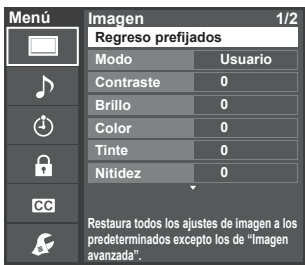 Menú
Imagen 1/2
Regreso prefijados
Modo Usuario
Contraste 0
Brillo 0
Color 0
Tinte 0
Nitidez 0
CC
Restaura todos los ajustes de imagen a los
predeterminados excepto los de “Imagen
avanzada”.